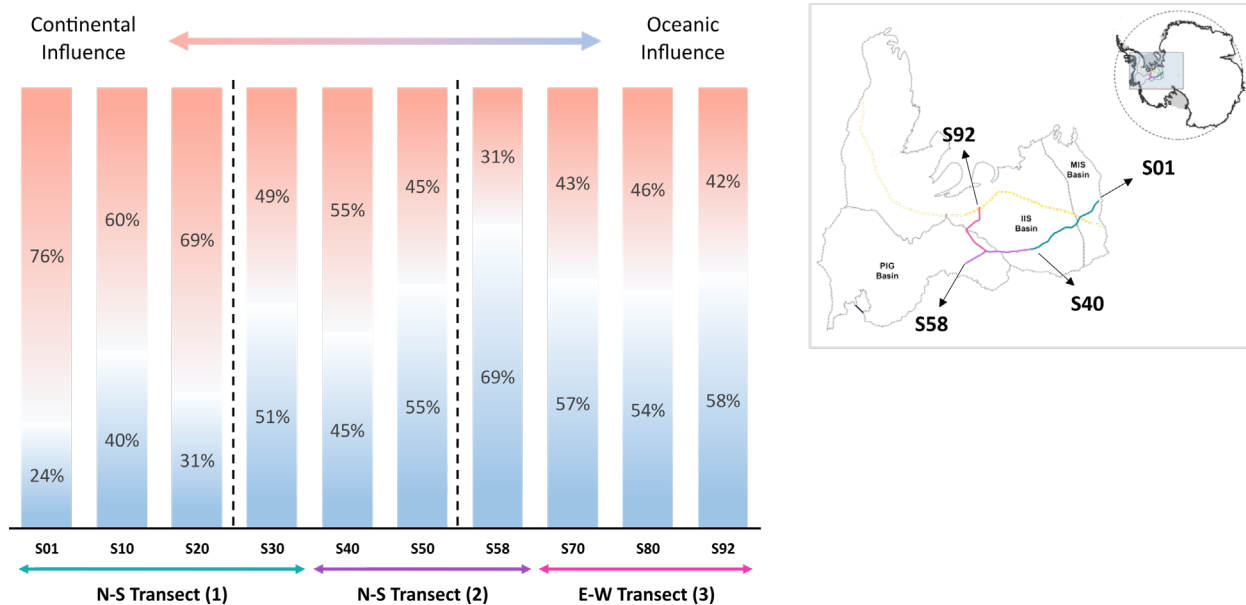 Continental
Influence
Oceanic
Influence
76%
60%
69%
49%
55%
45%
31%
43%
46%
42%
24%
40%
31%
51%
45%
55%
69%
57%
54%
58%
S01
S10
S20
S30
S40
S50
S58
S70
S80
S92
N-S Transect (1)
N-S Transect (2)
E-W Transect (3)
S92
MIS
Basin
S01
IIS
Basin
PIG
Basin
S58
S40